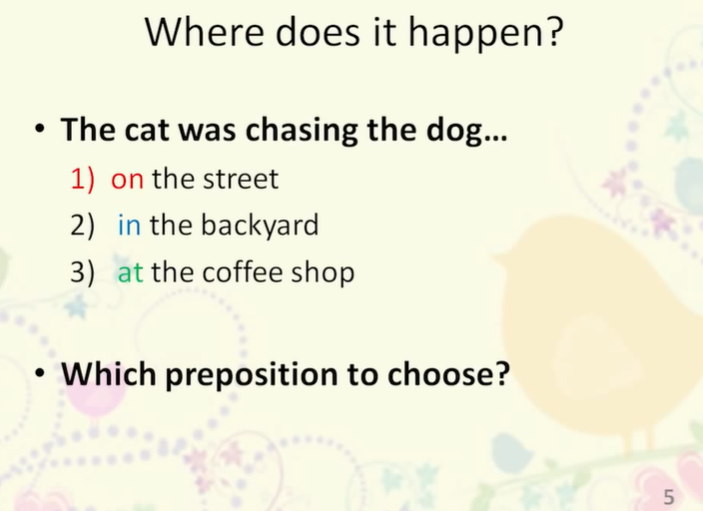 Where does it happen?
• The cat was chasing the dog...
1) on the street
2) in the backyard
3) at the coffee shop
• Which preposition to choose?
5